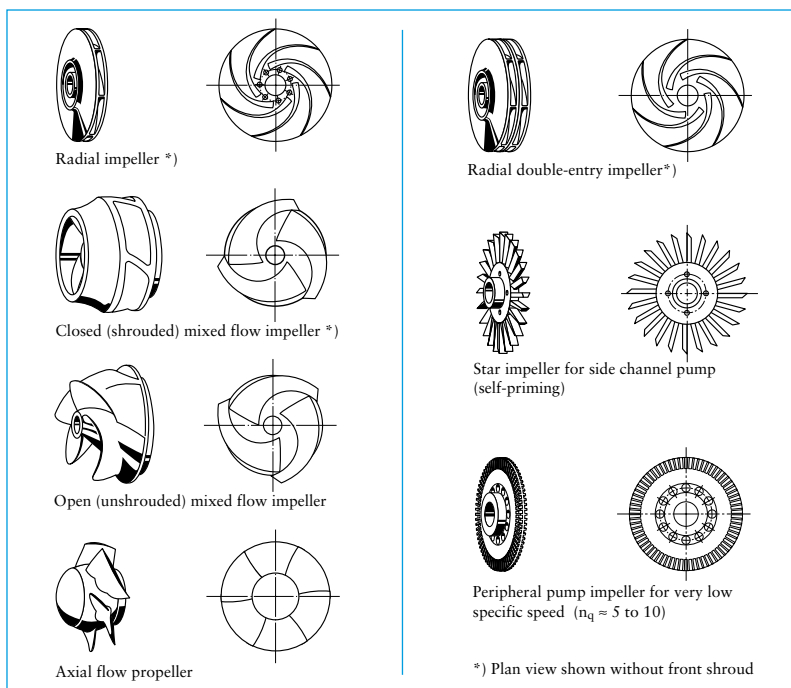 Radial impeller *)
Closed (shrouded) mixed flow impeller *)
Open (unshrouded) mixed flow impeller
Axial flow propeller
Radial double-entry impeller*)
Star impeller for side channel pump
(self-priming)
Peripheral pump impeller for very low
specific speed (nq ≈ 5 to 10)
*) Plan view shown without front shroud